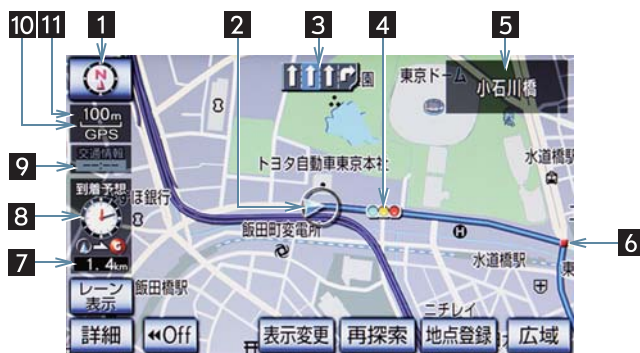 10 11 1 2 3 4 5
N
園
東京ドーム
小石川橋
100m
GPS
交通情報
--:--
9
トヨタ自動車東京本社
水道橋駅
到着予想
ほ銀行
8
飯田町変電所
H
6
7
1.4km
飯田橋駅
水道橋駅
東
レーン
表示
ニチレイ
詳細
◀◀Off
表示変更
再探索
地点登録
広域